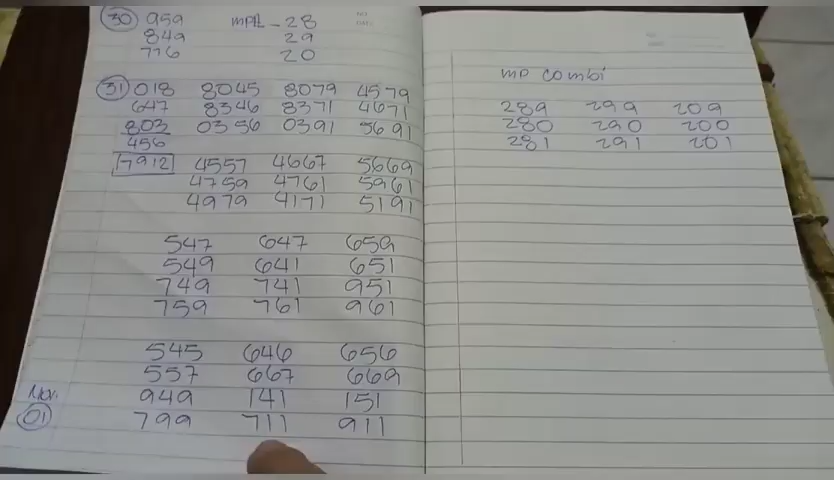 30 959 MPL - 28
849 29
776 20
31 018 8045 8079 4579
647 8346 8371 4671
803 0356 0391 5691
456
7912 4557 4667 5669
4759 4761 5961
4979 4171 5191
547 647 659
549 641 651
749 741 951
759 761 961
545 646 656
557 667 669
Nov. 949 141 151
01 799 711 911
MP combi
289 299 209
280 290 200
281 291 201